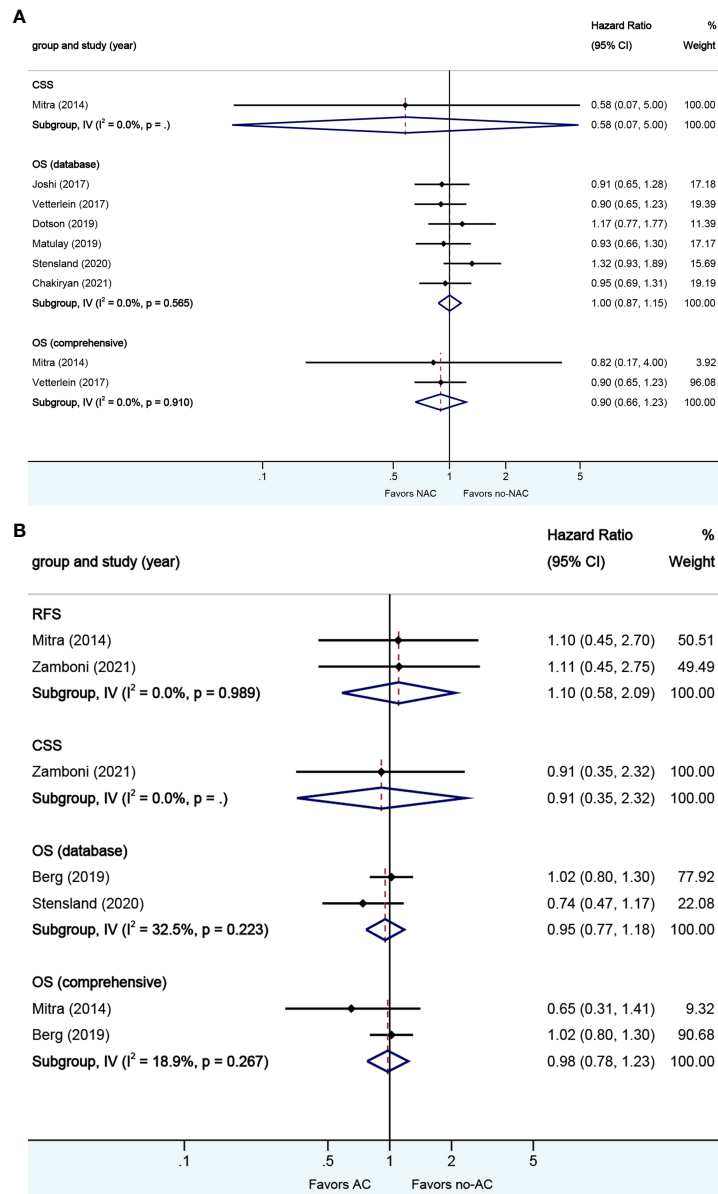 A
Hazard Ratio %
group and study (year) (95% CI) Weight
CSS
Mitra (2014) 0.58 (0.07, 5.00) 100.00
Subgroup, IV (I² = 0.0%, p = .) 0.58 (0.07, 5.00) 100.00
OS (database)
Joshi (2017) 0.91 (0.65, 1.28) 17.18
Vetterlein (2017) 0.90 (0.65, 1.23) 19.39
Dotson (2019) 1.17 (0.77, 1.77) 11.39
Matulay (2019) 0.93 (0.66, 1.30) 17.17
Stensland (2020) 1.32 (0.93, 1.89) 15.69
Chakiryan (2021) 0.95 (0.69, 1.31) 19.19
Subgroup, IV (I² = 0.0%, p = 0.565) 1.00 (0.87, 1.15) 100.00
OS (comprehensive)
Mitra (2014) 0.82 (0.17, 4.00) 3.92
Vetterlein (2017) 0.90 (0.65, 1.23) 96.08
Subgroup, IV (I² = 0.0%, p = 0.910) 0.90 (0.66, 1.23) 100.00
.1 .5 1 2 5
Favors NAC Favors no-NAC
B
Hazard Ratio %
group and study (year) (95% CI) Weight
RFS
Mitra (2014) 1.10 (0.45, 2.70) 50.51
Zamboni (2021) 1.11 (0.45, 2.75) 49.49
Subgroup, IV (I² = 0.0%, p = 0.989) 1.10 (0.58, 2.09) 100.00
CSS
Zamboni (2021) 0.91 (0.35, 2.32) 100.00
Subgroup, IV (I² = 0.0%, p = .) 0.91 (0.35, 2.32) 100.00
OS (database)
Berg (2019) 1.02 (0.80, 1.30) 77.92
Stensland (2020) 0.74 (0.47, 1.17) 22.08
Subgroup, IV (I² = 32.5%, p = 0.223) 0.95 (0.77, 1.18) 100.00
OS (comprehensive)
Mitra (2014) 0.65 (0.31, 1.41) 9.32
Berg (2019) 1.02 (0.80, 1.30) 90.68
Subgroup, IV (I² = 18.9%, p = 0.267) 0.98 (0.78, 1.23) 100.00
.1 .5 1 2 5
Favors AC Favors no-AC